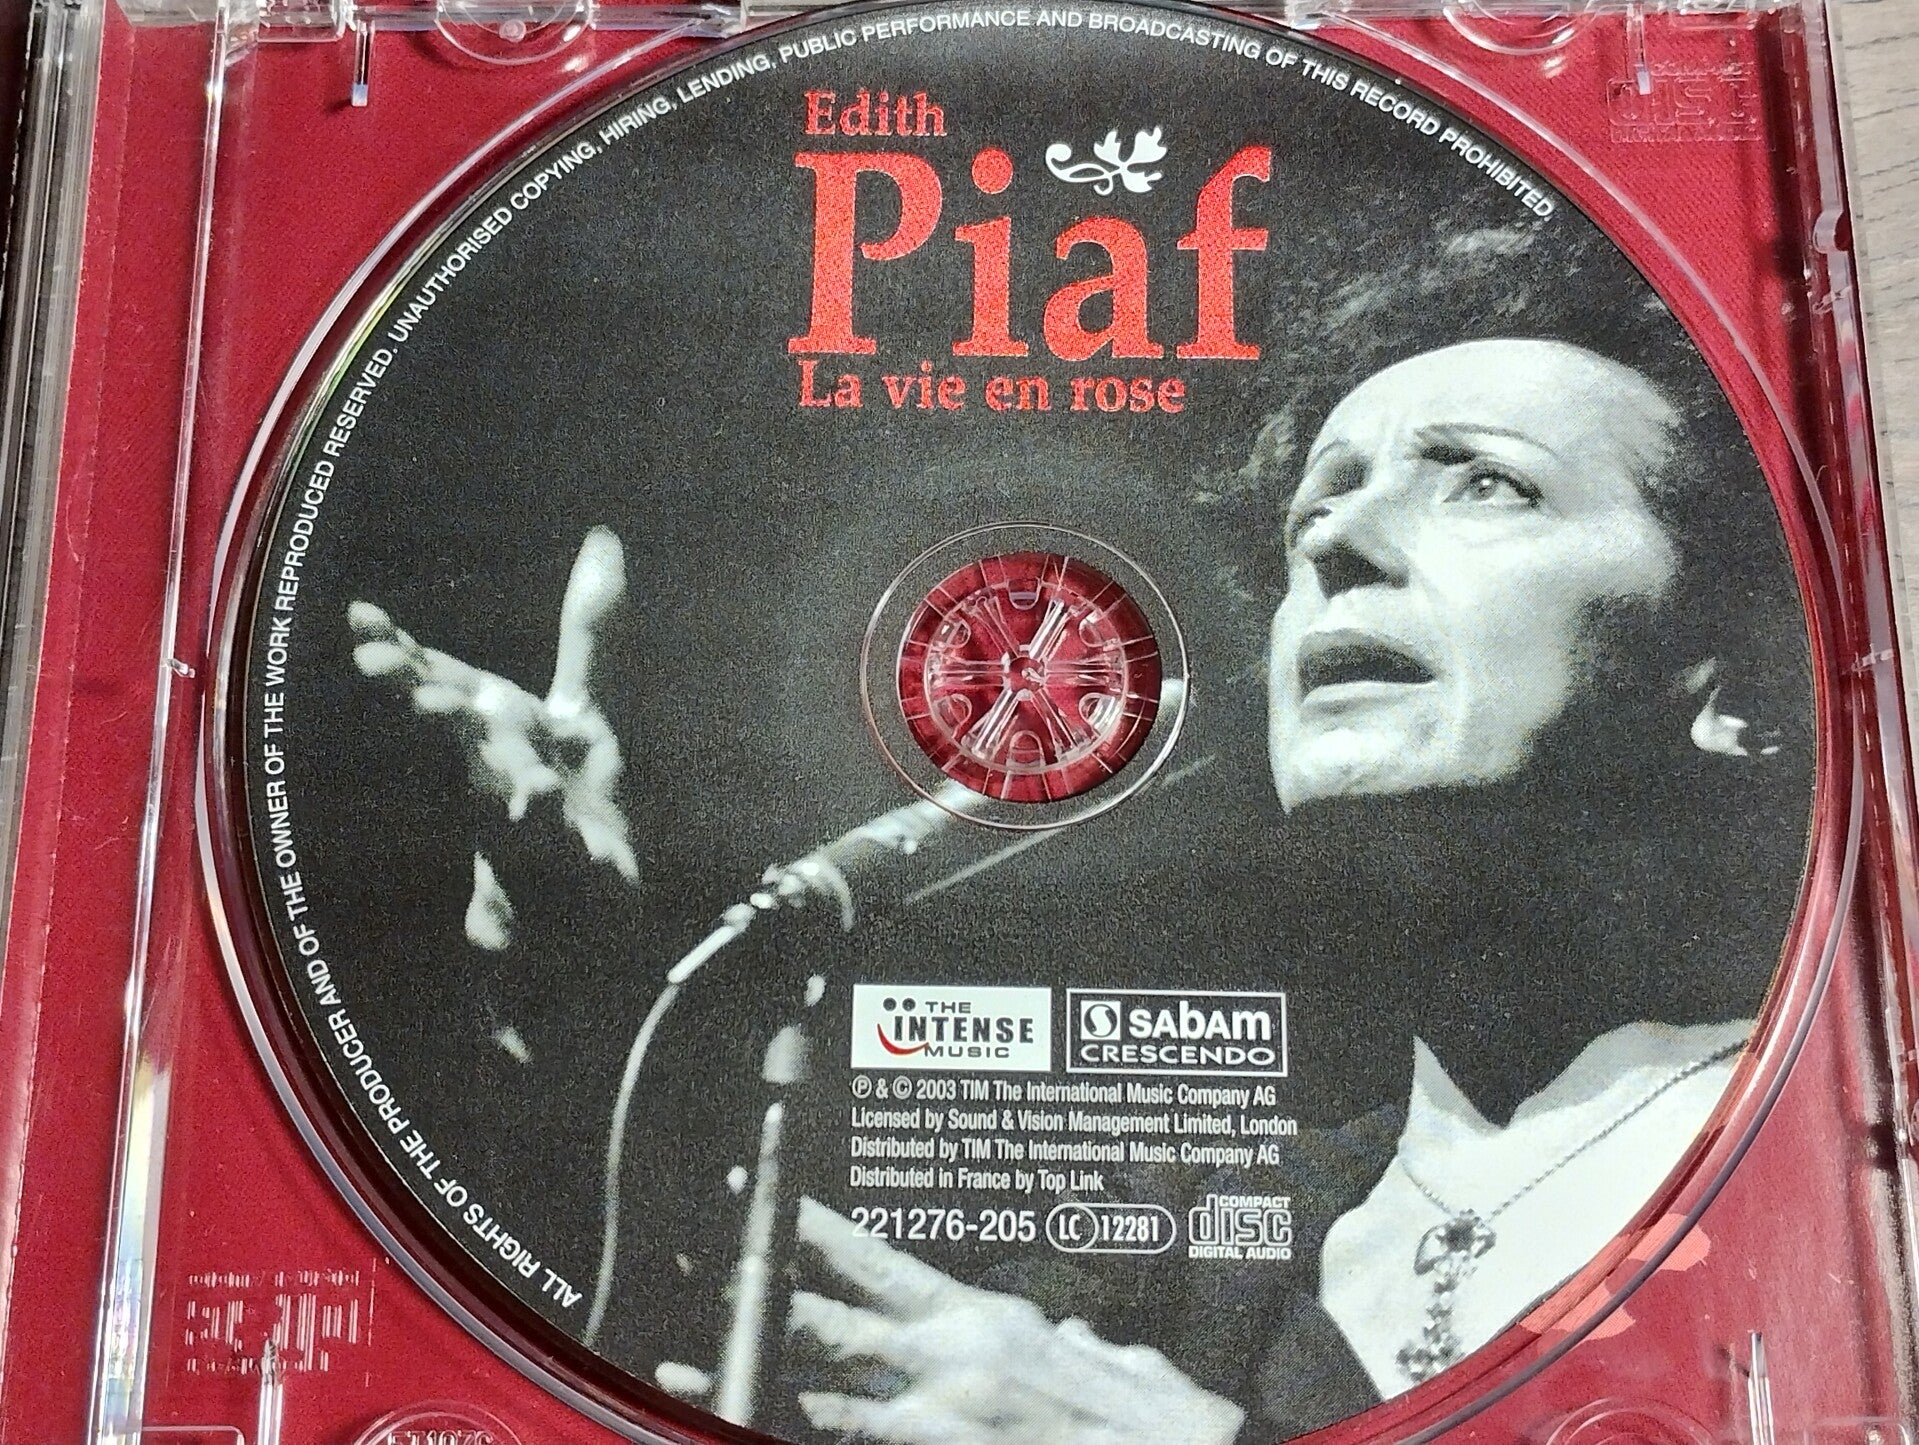 ALL RIGHTS OF THE PRODUCER AND OF THE OWNER OF THE WORK REPRODUCED RESERVED. UNAUTHORISED COPYING, HIRING, LENDING, PUBLIC PERFORMANCE AND BROADCASTING OF THIS RECORD PROHIBITED.
Edith
Piaf
La vie en rose
THE
INTENSE
MUSIC
SABAM
CRESCENDO
℗ & © 2003 TIM The International Music Company AG
Licensed by Sound & Vision Management Limited, London
Distributed by TIM The International Music Company AG
Distributed in France by Top Link
221276-205 LC 12281
COMPACT
disc
DIGITAL AUDIO